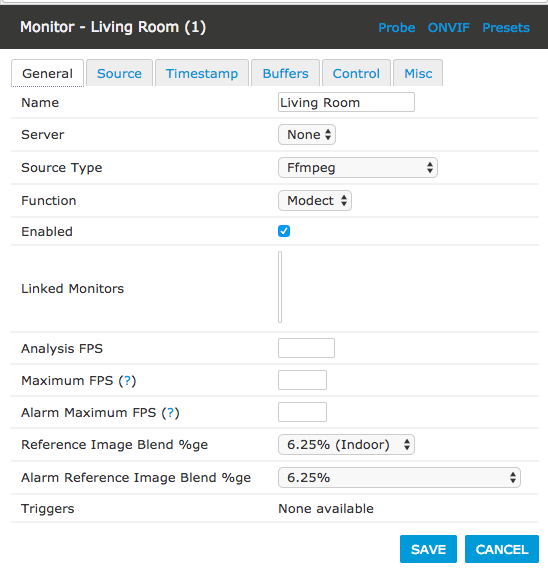 Monitor - Living Room (1) Probe ONVIF Presets
General Source Timestamp Buffers Control Misc
Name Living Room
Server None
Source Type Ffmpeg
Function Modect
Enabled
Linked Monitors
Analysis FPS
Maximum FPS (?)
Alarm Maximum FPS (?)
Reference Image Blend %ge 6.25% (Indoor)
Alarm Reference Image Blend %ge 6.25%
Triggers None available
SAVE CANCEL